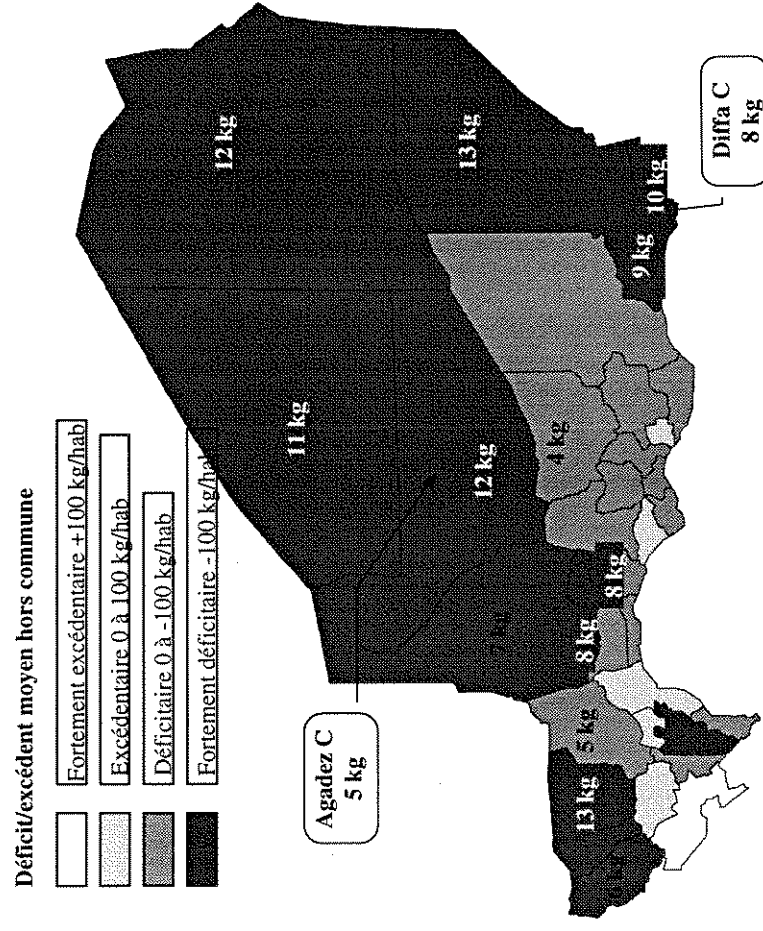 Déficit/excédent moyen hors commune
Fortement excédentaire +100 kg/hab
Excédentaire 0 à 100 kg/hab
Déficitaire 0 à -100 kg/hab
Fortement déficitaire -100 kg/hab
12 kg
11 kg
13 kg
12 kg
4 kg
9 kg
10 kg
8 kg
8 kg
5 kg
13 kg
Agadez C
5 kg
Diffa C
8 kg